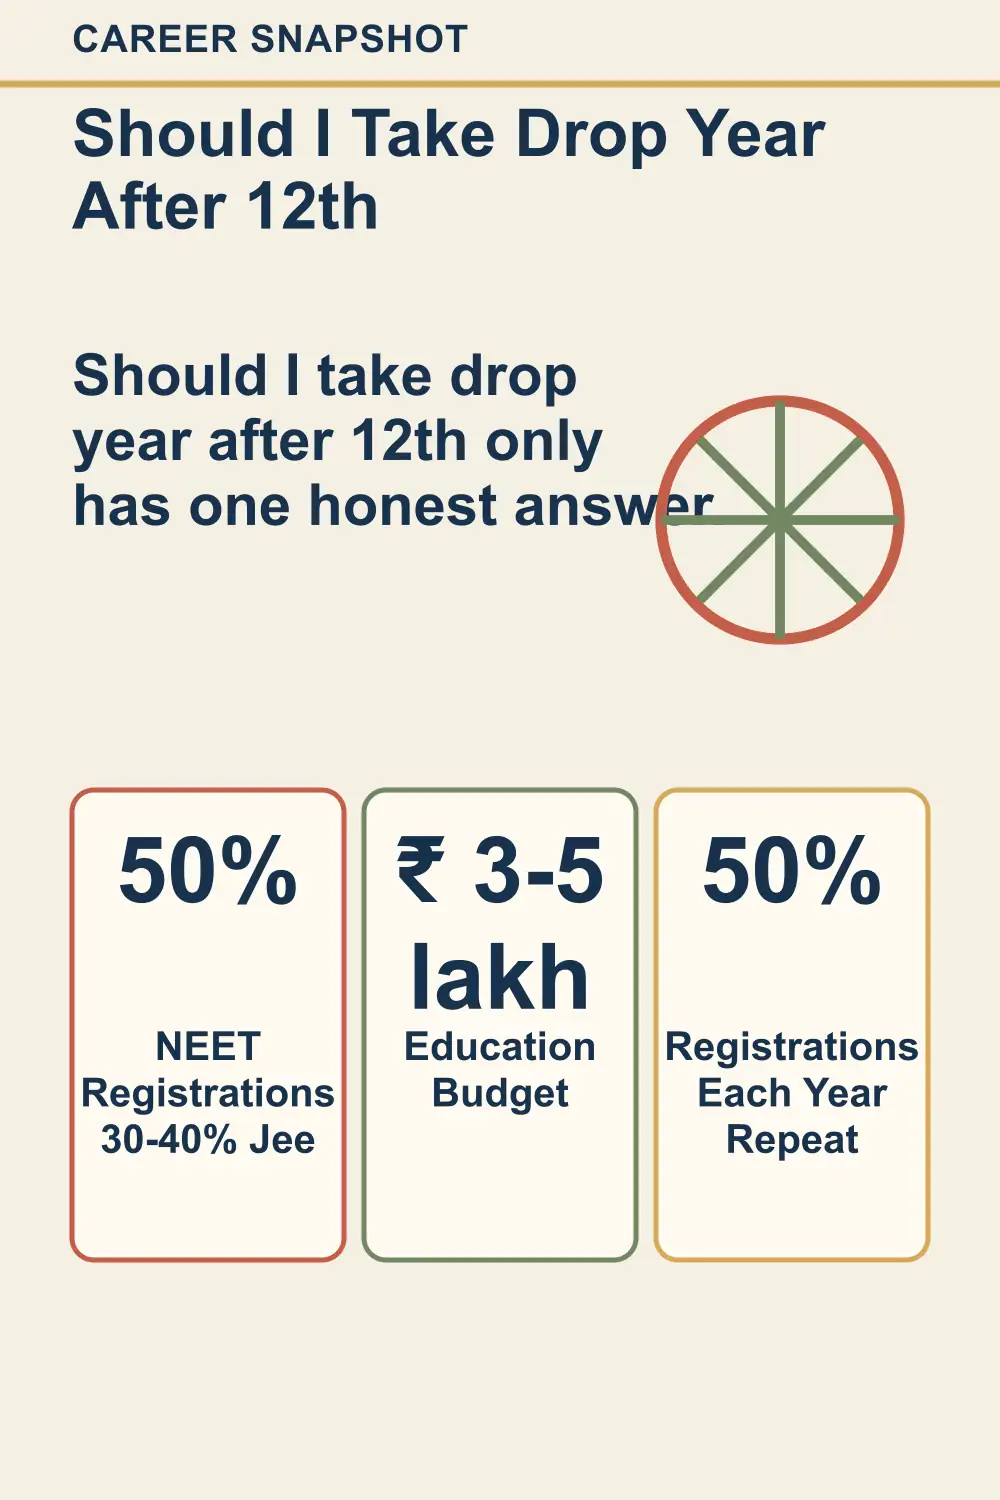 CAREER SNAPSHOT
Should I Take Drop Year
After 12th
Should I take drop
year after 12th only
has one honest answer
50%
NEET
Registrations
30-40% Jee
₹ 3-5
lakh
Education
Budget
50%
Registrations
Each Year
Repeat